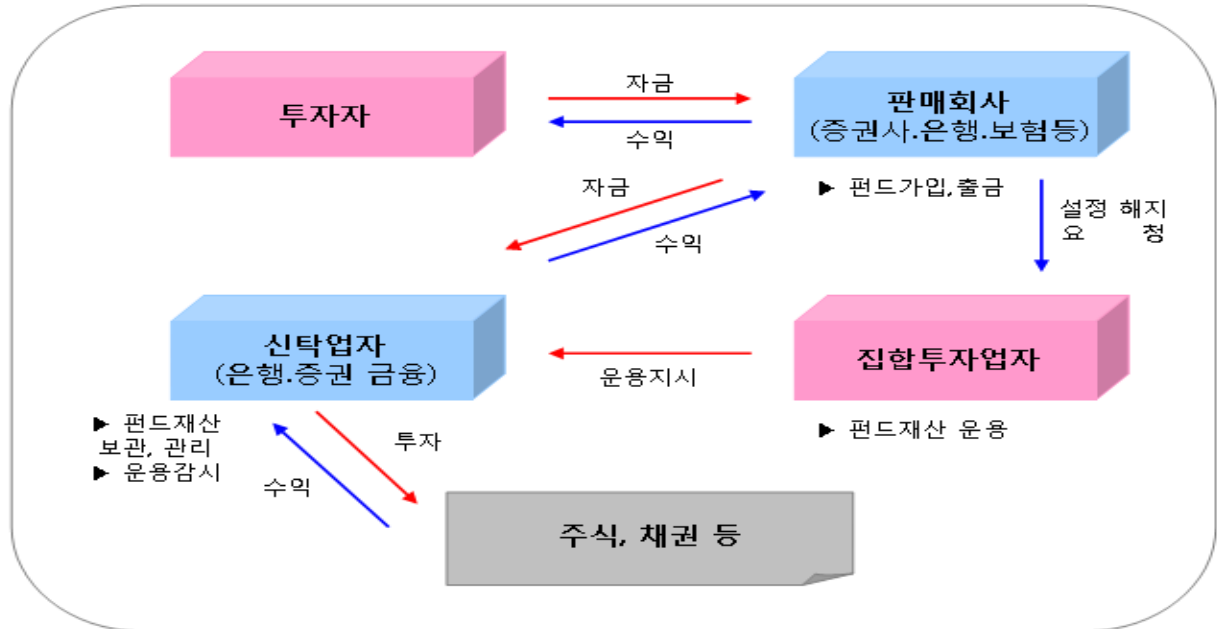 투자자
자금
수익
판매회사
(증권사.은행.보험등)
▶ 펀드가입,출금
자금
수익
설정 해지
요 청
신탁업자
(은행.증권 금융)
운용지시
집합투자업자
▶ 펀드재산
보관, 관리
▶ 운용감시
투자
수익
▶ 펀드재산 운용
주식, 채권 등